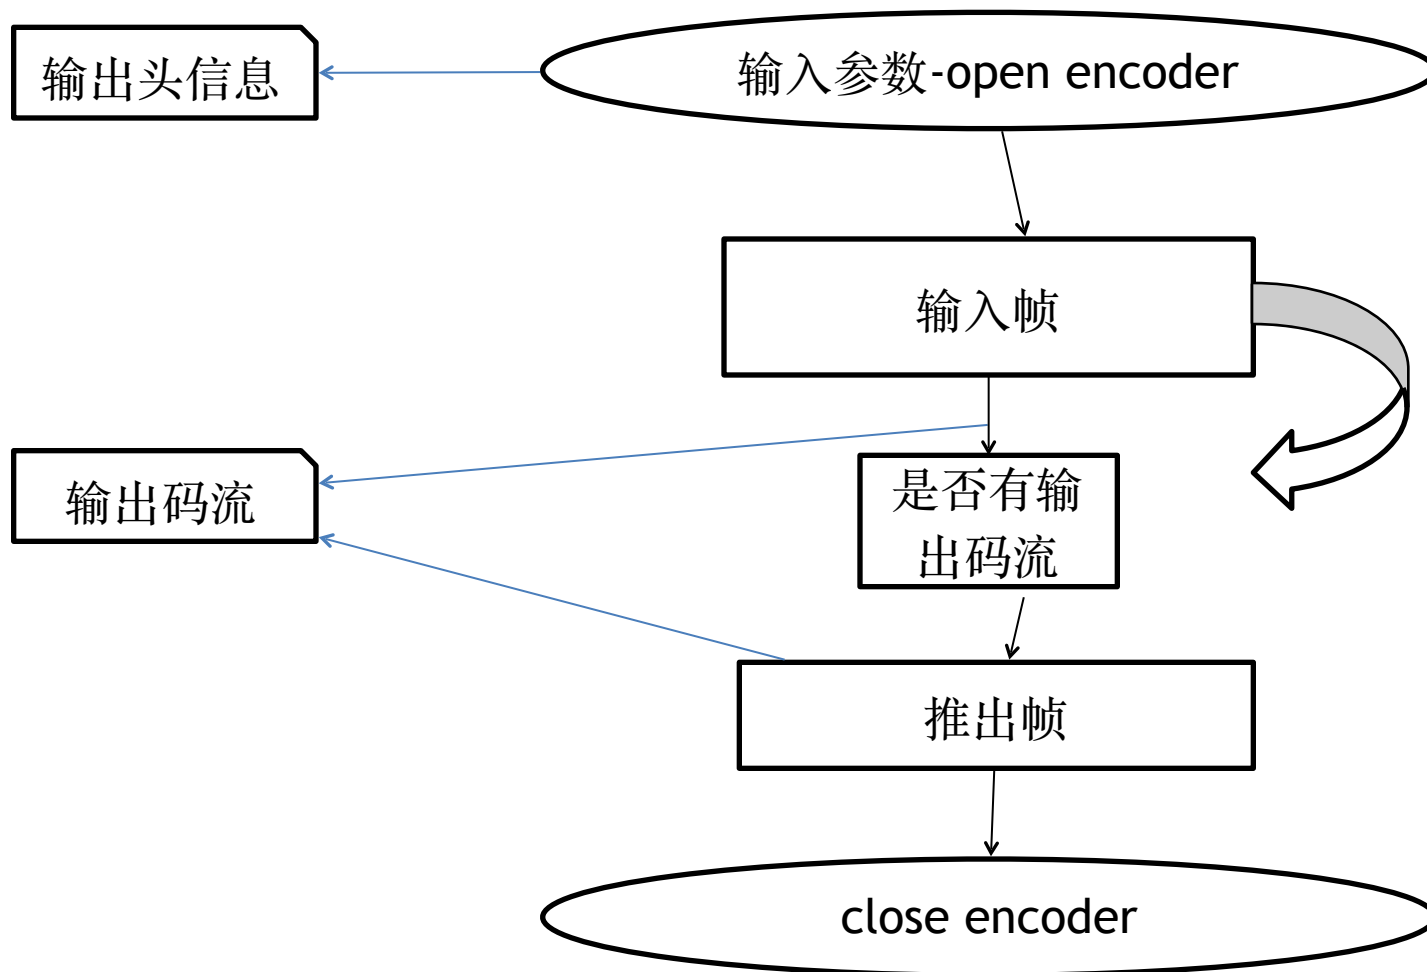 输出头信息
输入参数-open encoder
输入帧
输出码流
是否有输
出码流
推出帧
close encoder